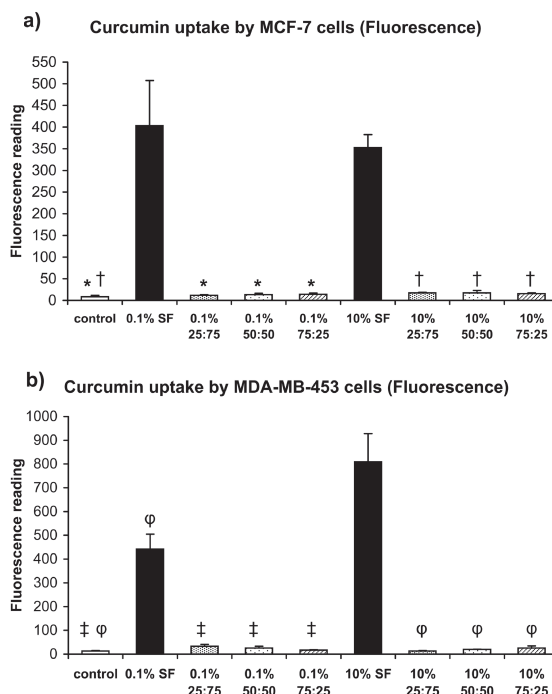 a)
Curcumin uptake by MCF-7 cells (Fluorescence)
Fluorescence reading
550
500
450
400
350
300
250
200
150
100
50
0
* †
*
*
*
†
†
†
control 0.1% SF 0.1% 0.1% 0.1% 10% SF 10% 10% 10%
25:75 50:50 75:25 25:75 50:50 75:25
b)
Curcumin uptake by MDA-MB-453 cells (Fluorescence)
Fluorescence reading
1000
900
800
700
600
500
400
300
200
100
0
φ
‡ φ
‡
‡
‡
φ
φ
φ
control 0.1% SF 0.1% 0.1% 0.1% 10% SF 10% 10% 10%
25:75 50:50 75:25 25:75 50:50 75:25